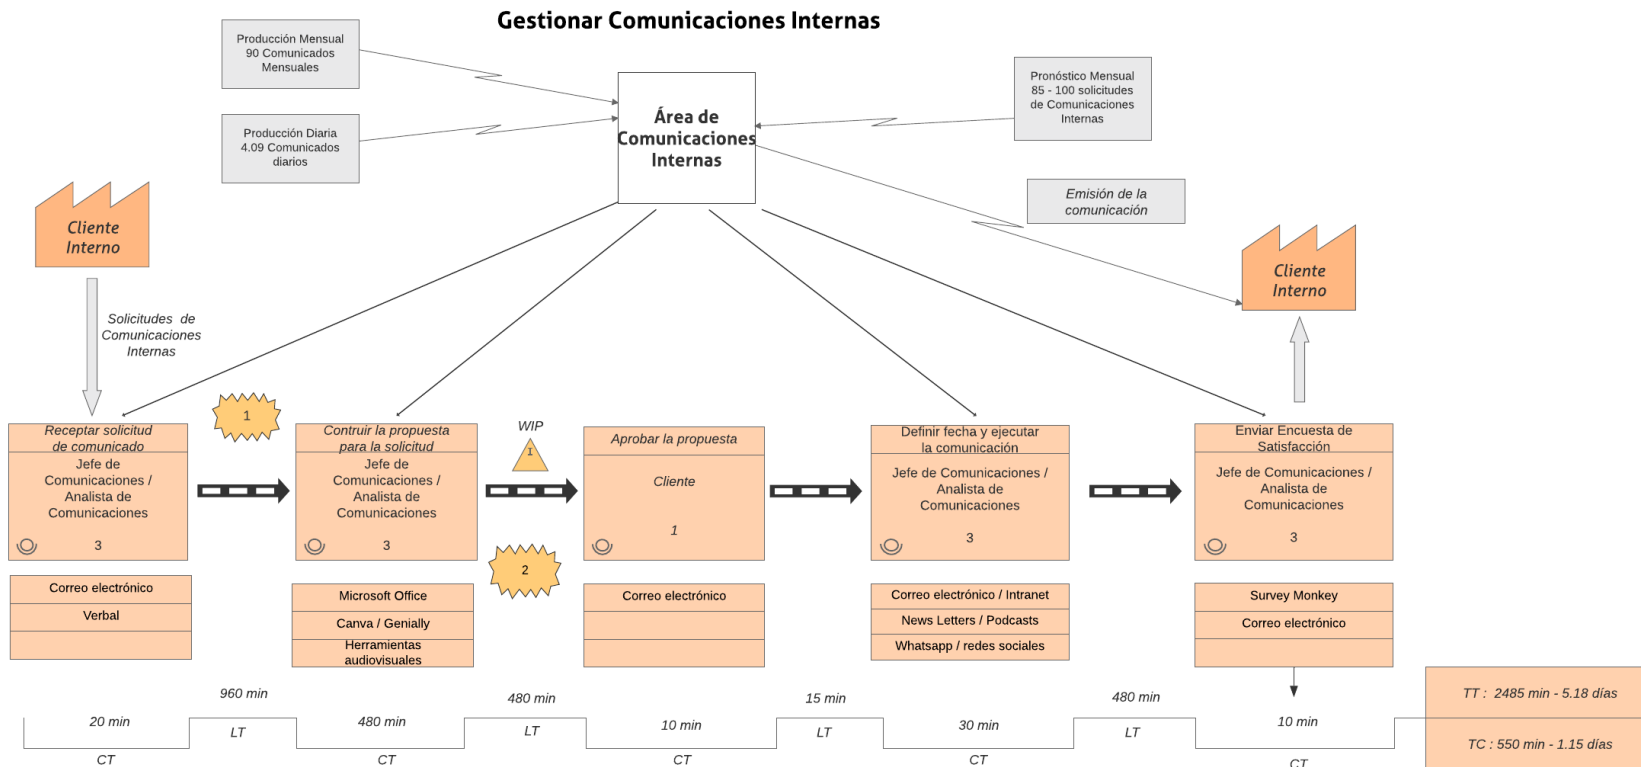 Gestionar Comunicaciones Internas
Producción Mensual
90 Comunicados
Mensuales
Producción Diaria
4.09 Comunicados
diarios
Área de
Comunicaciones
Internas
Pronóstico Mensual
85 - 100 solicitudes
de Comunicaciones
Internas
Emisión de la
comunicación
Cliente
Interno
Cliente
Interno
Solicitudes de
Comunicaciones
Internas
1
WIP
I
2
Receptar solicitud
de comunicado
Jefe de
Comunicaciones /
Analista de
Comunicaciones
3
Contruir la propuesta
para la solicitud
Jefe de
Comunicaciones /
Analista de
Comunicaciones
3
Aprobar la propuesta
Cliente
1
Definir fecha y ejecutar
la comunicación
Jefe de Comunicaciones /
Analista de
Comunicaciones
3
Enviar Encuesta de
Satisfacción
Jefe de Comunicaciones /
Analista de
Comunicaciones
3
Correo electrónico
Verbal
Microsoft Office
Canva / Genially
Herramientas
audiovisuales
Correo electrónico
Correo electrónico / Intranet
News Letters / Podcasts
Whatsapp / redes sociales
Survey Monkey
Correo electrónico
20 min
CT
960 min
LT
480 min
CT
480 min
LT
10 min
CT
15 min
LT
30 min
CT
480 min
LT
10 min
CT
TT : 2485 min - 5.18 días
TC : 550 min - 1.15 días